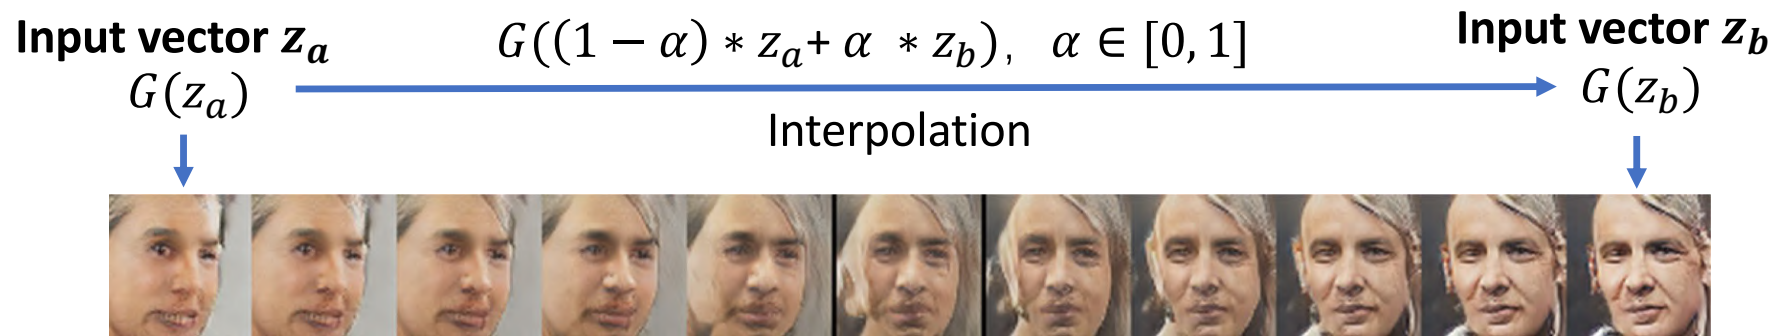 Input vector z_a
G((1 − α) * z_a + α * z_b), α ∈ [0, 1]
Input vector z_b
G(z_a)
G(z_b)
Interpolation